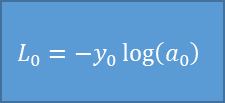 L₀ = −y₀ log(a₀)